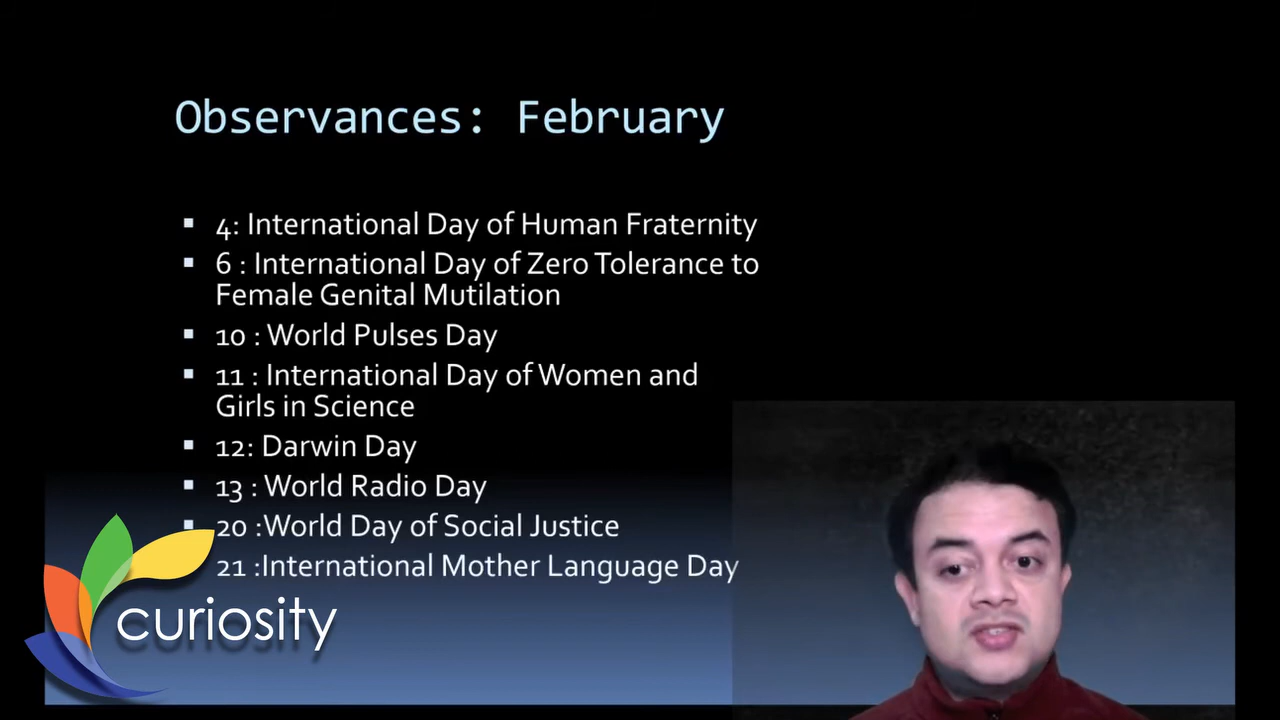 Observances: February
4: International Day of Human Fraternity
6 : International Day of Zero Tolerance to
Female Genital Mutilation
10 : World Pulses Day
11 : International Day of Women and
Girls in Science
12: Darwin Day
13 : World Radio Day
20 :World Day of Social Justice
21 :International Mother Language Day
curiosity